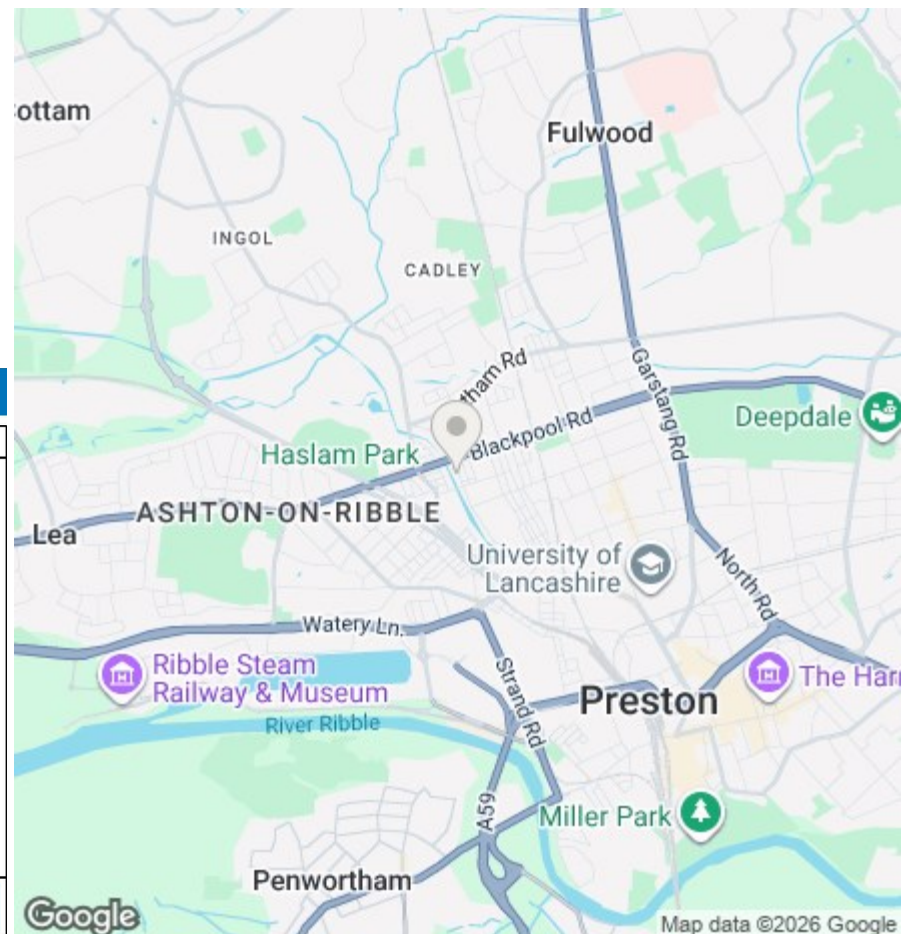 ottam
Fulwood
INGOL
CADLEY
tham Rd
Garstang Rd
Deepdale
Blackpool Rd
Haslam Park
ASHTON-ON-RIBBLE
Lea
University of
Lancashire
North Rd
Watery Ln.
Ribble Steam
Railway & Museum
Strand Rd
The Harr
Preston
River Ribble
A59
Miller Park
Penwortham
Google
Map data ©2026 Google